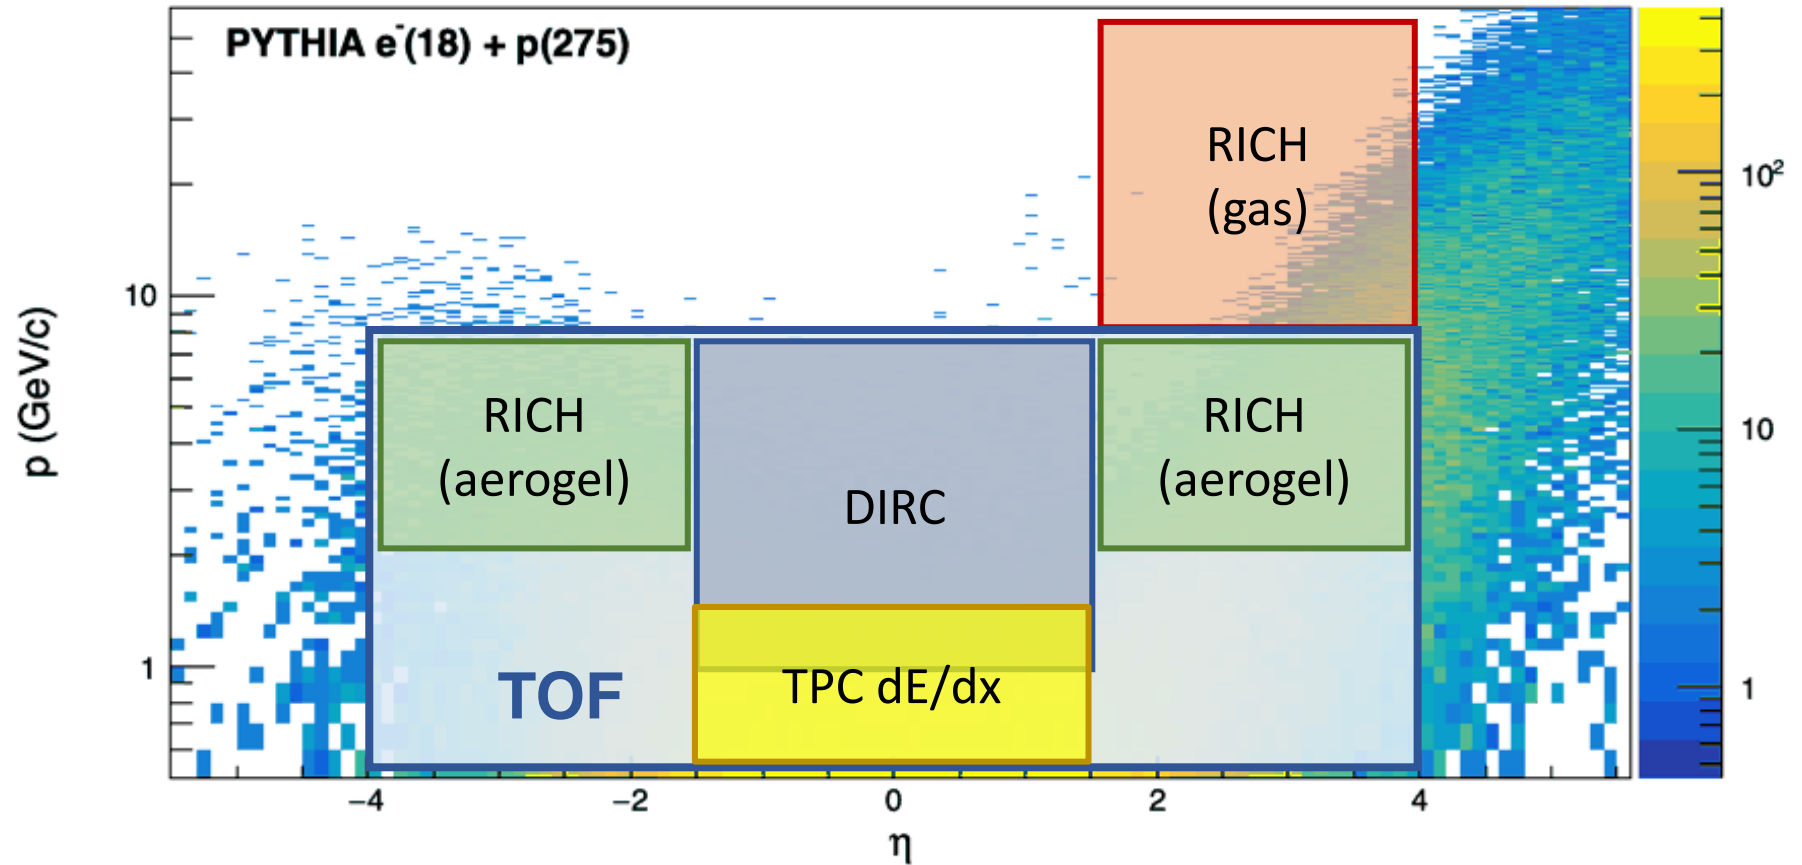 PYTHIA e⁻(18) + p(275)
RICH
(gas)
10²
10
RICH
(aerogel)
DIRC
RICH
(aerogel)
10
p (GeV/c)
1
TOF
TPC dE/dx
1
−4
−2
0
2
4
η